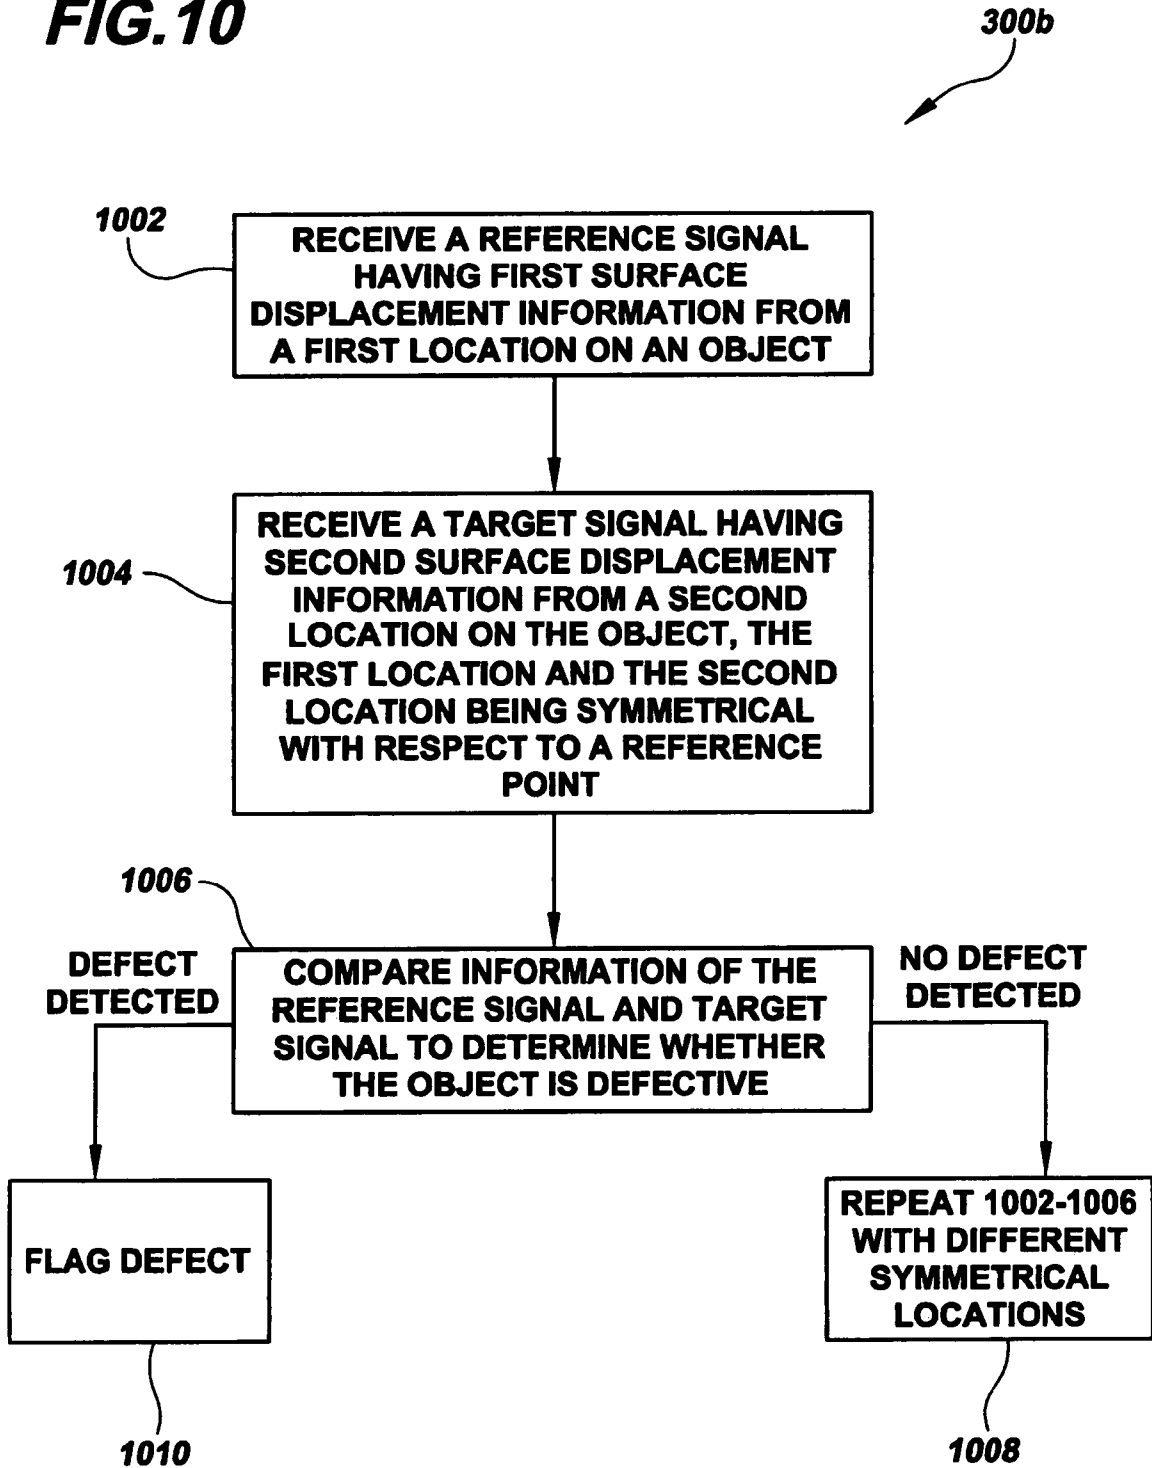 FIG.10
300b
1002
RECEIVE A REFERENCE SIGNAL
HAVING FIRST SURFACE
DISPLACEMENT INFORMATION FROM
A FIRST LOCATION ON AN OBJECT
1004
RECEIVE A TARGET SIGNAL HAVING
SECOND SURFACE DISPLACEMENT
INFORMATION FROM A SECOND
LOCATION ON THE OBJECT, THE
FIRST LOCATION AND THE SECOND
LOCATION BEING SYMMETRICAL
WITH RESPECT TO A REFERENCE
POINT
1006
DEFECT
DETECTED
COMPARE INFORMATION OF THE
REFERENCE SIGNAL AND TARGET
SIGNAL TO DETERMINE WHETHER
THE OBJECT IS DEFECTIVE
NO DEFECT
DETECTED
FLAG DEFECT
REPEAT 1002-1006
WITH DIFFERENT
SYMMETRICAL
LOCATIONS
1010
1008